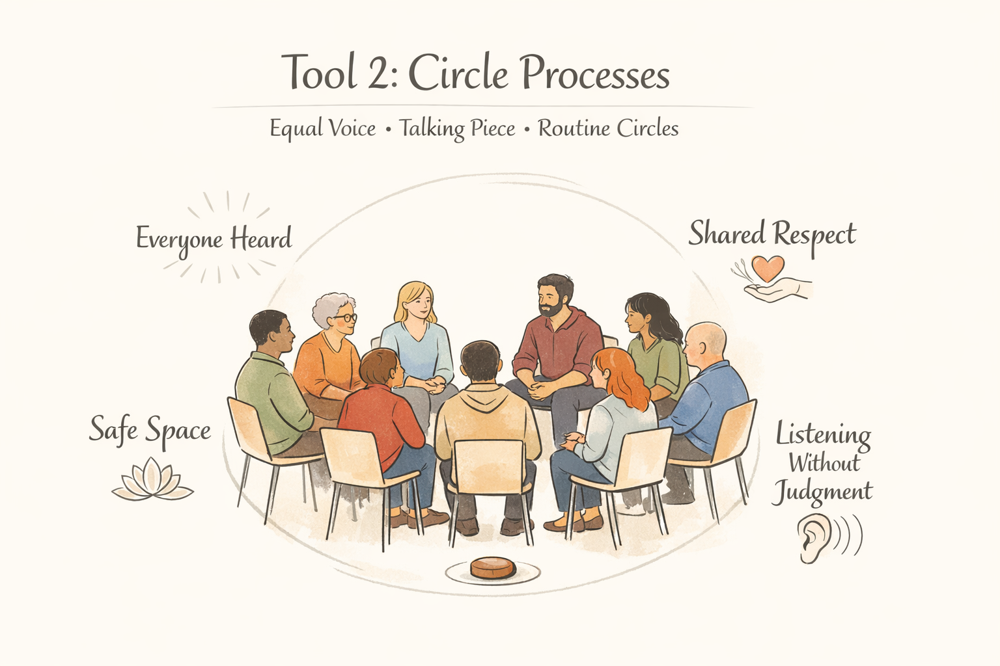 Tool 2: Circle Processes
Equal Voice • Talking Piece • Routine Circles
Everyone Heard
Shared Respect
Safe Space
Listening
Without
Judgment